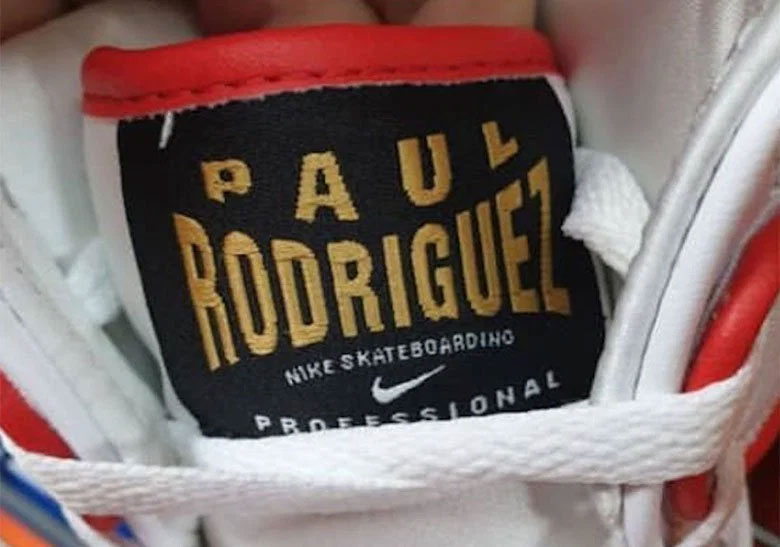 PAUL
RODRIGUEZ
NIKE SKATEBOARDING
PROFESSIONAL